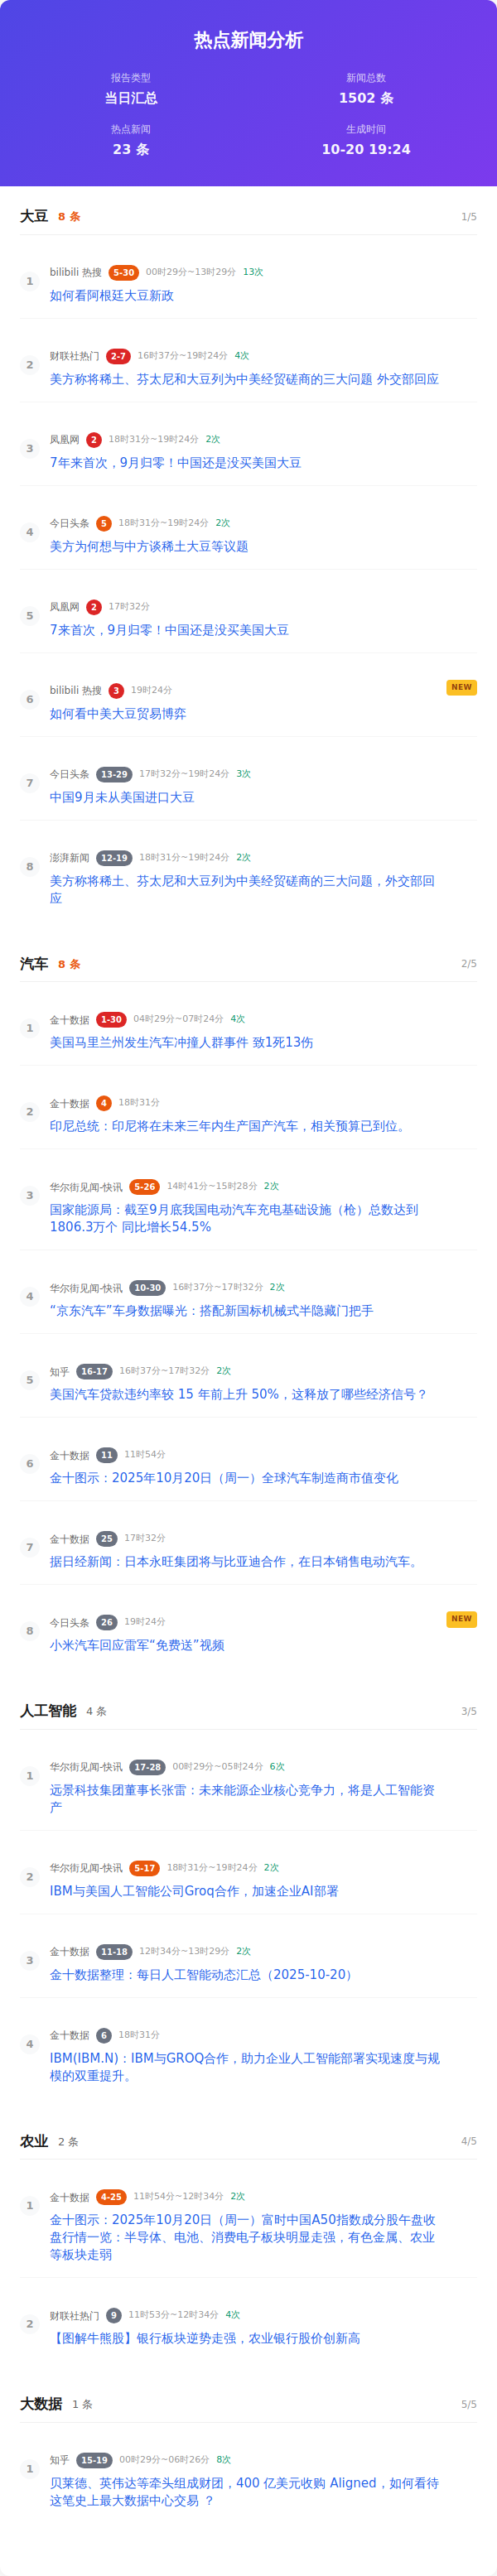 热点新闻分析
报告类型
当日汇总
新闻总数
1502 条
热点新闻
23 条
生成时间
10-20 19:24
大豆 8 条 1/5
1
bilibili 热搜 5-30 00时29分~13时29分 13次
如何看阿根廷大豆新政
2
财联社热门 2-7 16时37分~19时24分 4次
美方称将稀土、芬太尼和大豆列为中美经贸磋商的三大问题 外交部回应
3
凤凰网 2 18时31分~19时24分 2次
7年来首次，9月归零！中国还是没买美国大豆
4
今日头条 5 18时31分~19时24分 2次
美方为何想与中方谈稀土大豆等议题
5
凤凰网 2 17时32分
7来首次，9月归零！中国还是没买美国大豆
6
bilibili 热搜 3 19时24分
NEW
如何看中美大豆贸易博弈
7
今日头条 13-29 17时32分~19时24分 3次
中国9月未从美国进口大豆
8
澎湃新闻 12-19 18时31分~19时24分 2次
美方称将稀土、芬太尼和大豆列为中美经贸磋商的三大问题，外交部回
应
汽车 8 条 2/5
1
金十数据 1-30 04时29分~07时24分 4次
美国马里兰州发生汽车冲撞人群事件 致1死13伤
2
金十数据 4 18时31分
印尼总统：印尼将在未来三年内生产国产汽车，相关预算已到位。
3
华尔街见闻-快讯 5-26 14时41分~15时28分 2次
国家能源局：截至9月底我国电动汽车充电基础设施（枪）总数达到
1806.3万个 同比增长54.5%
4
华尔街见闻-快讯 10-30 16时37分~17时32分 2次
“京东汽车”车身数据曝光：搭配新国标机械式半隐藏门把手
5
知乎 16-17 16时37分~17时32分 2次
美国汽车贷款违约率较 15 年前上升 50%，这释放了哪些经济信号？
6
金十数据 11 11时54分
金十图示：2025年10月20日（周一）全球汽车制造商市值变化
7
金十数据 25 17时32分
据日经新闻：日本永旺集团将与比亚迪合作，在日本销售电动汽车。
8
今日头条 26 19时24分
NEW
小米汽车回应雷军“免费送”视频
人工智能 4 条 3/5
1
华尔街见闻-快讯 17-28 00时29分~05时24分 6次
远景科技集团董事长张雷：未来能源企业核心竞争力，将是人工智能资
产
2
华尔街见闻-快讯 5-17 18时31分~19时24分 2次
IBM与美国人工智能公司Groq合作，加速企业AI部署
3
金十数据 11-18 12时34分~13时29分 2次
金十数据整理：每日人工智能动态汇总（2025-10-20）
4
金十数据 6 18时31分
IBM(IBM.N)：IBM与GROQ合作，助力企业人工智能部署实现速度与规
模的双重提升。
农业 2 条 4/5
1
金十数据 4-25 11时54分~12时34分 2次
金十图示：2025年10月20日（周一）富时中国A50指数成分股午盘收
盘行情一览：半导体、电池、消费电子板块明显走强，有色金属、农业
等板块走弱
2
财联社热门 9 11时53分~12时34分 4次
【图解牛熊股】银行板块逆势走强，农业银行股价创新高
大数据 1 条 5/5
1
知乎 15-19 00时29分~06时26分 8次
贝莱德、英伟达等牵头组成财团，400 亿美元收购 Aligned，如何看待
这笔史上最大数据中心交易 ？